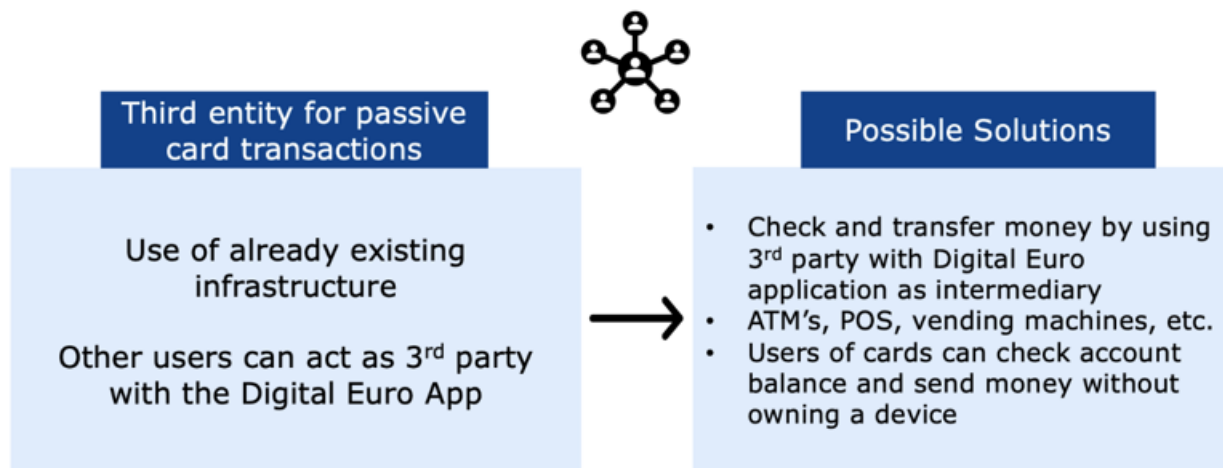 Third entity for passive
card transactions
Use of already existing
infrastructure
Other users can act as 3rd party
with the Digital Euro App
Possible Solutions
• Check and transfer money by using
3rd party with Digital Euro
application as intermediary
• ATM's, POS, vending machines, etc.
• Users of cards can check account
balance and send money without
owning a device